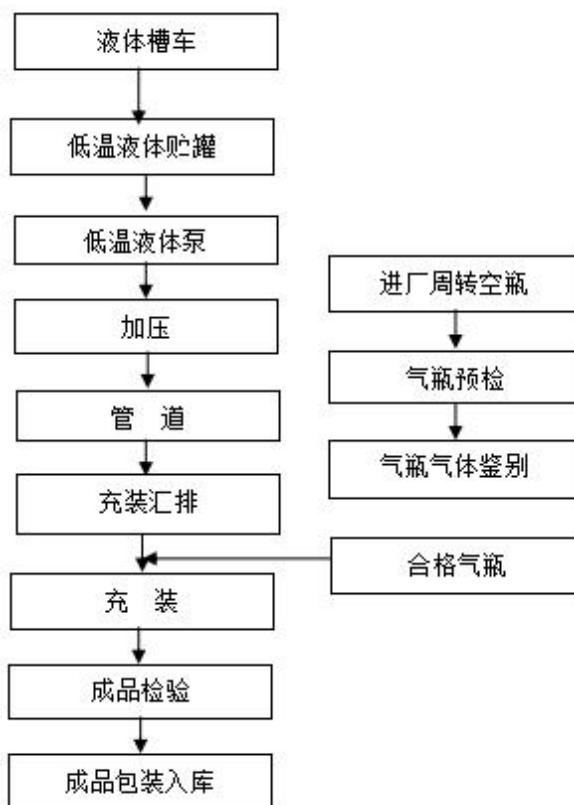 液体槽车
低温液体贮罐
低温液体泵
加压
管 道
充装汇排
充 装
成品检验
成品包装入库
进厂周转空瓶
气瓶预检
气瓶气体鉴别
合格气瓶